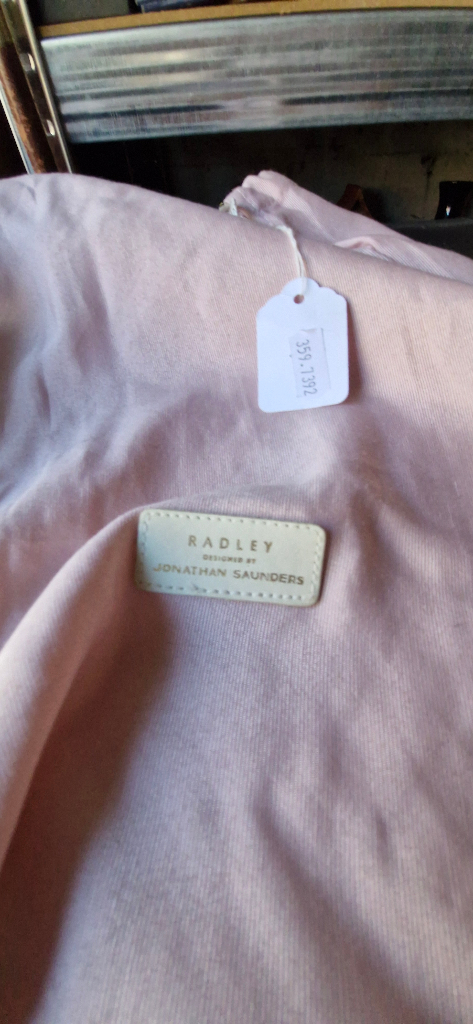 359.7392
RADLEY
DESIGNED BY
JONATHAN SAUNDERS